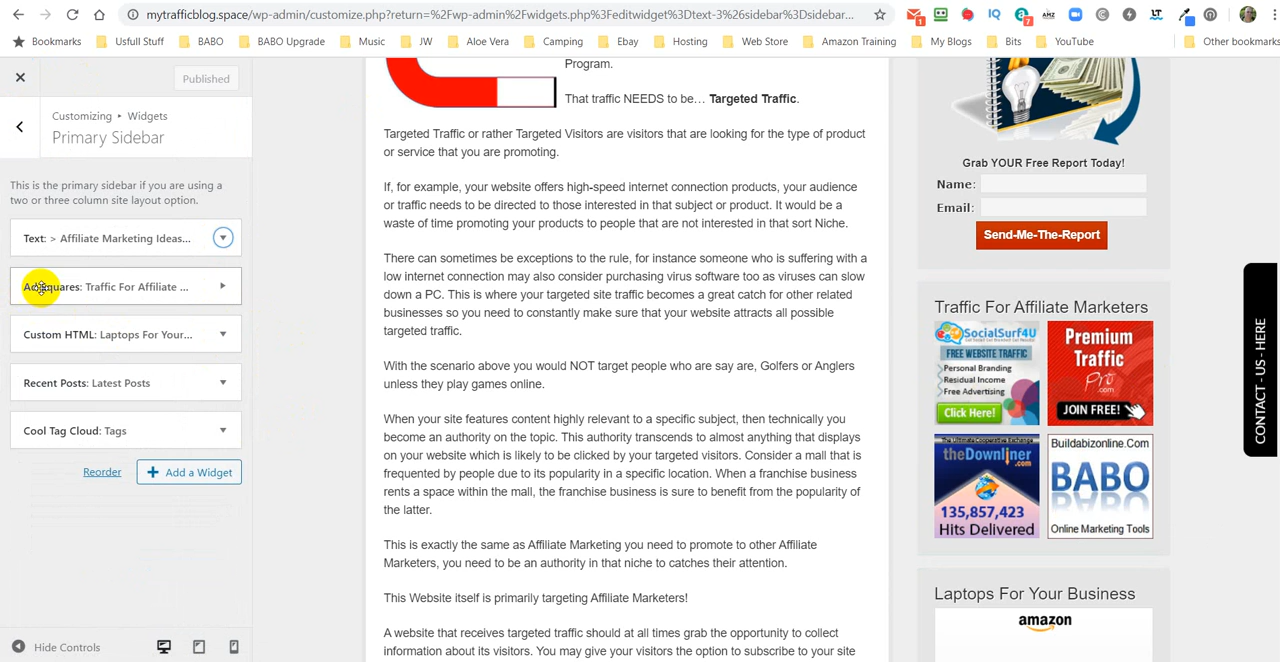 mytrafficblog.space/wp-admin/customize.php?return=%2Fwp-admin%2Fwidgets.php%3Feditwidget%3Dtext-3%26sidebar%3Dsidebar...
1
7
Bookmarks Usfull Stuff BABO BABO Upgrade Music JW Aloe Vera Camping Ebay Hosting Web Store Amazon Training My Blogs Bits YouTube Other bookmarks
Published
Customizing ▸ Widgets
Primary Sidebar
This is the primary sidebar if you are using a
two or three column site layout option.
Text: > Affiliate Marketing Ideas...
AdSquares: Traffic For Affiliate ...
Custom HTML: Laptops For Your...
Recent Posts: Latest Posts
Cool Tag Cloud: Tags
Reorder
Add a Widget
Hide Controls
Program.
That traffic NEEDS to be… Targeted Traffic.
Targeted Traffic or rather Targeted Visitors are visitors that are looking for the type of product
or service that you are promoting.
If, for example, your website offers high-speed internet connection products, your audience
or traffic needs to be directed to those interested in that subject or product. It would be a
waste of time promoting your products to people that are not interested in that sort Niche.
There can sometimes be exceptions to the rule, for instance someone who is suffering with a
low internet connection may also consider purchasing virus software too as viruses can slow
down a PC. This is where your targeted site traffic becomes a great catch for other related
businesses so you need to constantly make sure that your website attracts all possible
targeted traffic.
With the scenario above you would NOT target people who are say are, Golfers or Anglers
unless they play games online.
When your site features content highly relevant to a specific subject, then technically you
become an authority on the topic. This authority transcends to almost anything that displays
on your website which is likely to be clicked by your targeted visitors. Consider a mall that is
frequented by people due to its popularity in a specific location. When a franchise business
rents a space within the mall, the franchise business is sure to benefit from the popularity of
the latter.
This is exactly the same as Affiliate Marketing you need to promote to other Affiliate
Marketers, you need to be an authority in that niche to catches their attention.
This Website itself is primarily targeting Affiliate Marketers!
A website that receives targeted traffic should at all times grab the opportunity to collect
information about its visitors. You may give your visitors the option to subscribe to your site
Grab YOUR Free Report Today!
Name:
Email:
Send-Me-The-Report
Traffic For Affiliate Marketers
SocialSurf4U
FREE WEBSITE TRAFFIC
Personal Branding
Residual Income
Free Advertising
Click Here!
Premium
Traffic
Pro.com
JOIN FREE!
The Ultimate Cooperative Exchange
theDownliner.com
135,857,423
Hits Delivered
Buildabizonline.Com
BABO
Online Marketing Tools
Laptops For Your Business
amazon
CONTACT - US - HERE